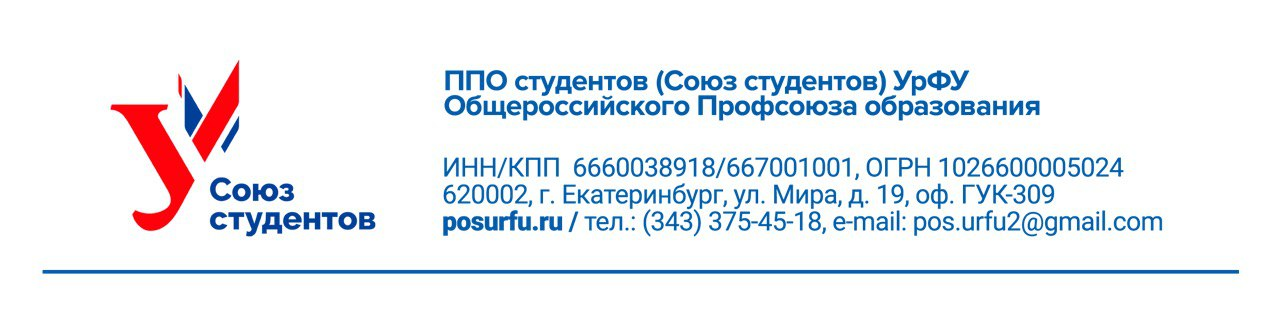 Союз
студентов
ППО студентов (Союз студентов) УрФУ
Общероссийского Профсоюза образования
ИНН/КПП 6660038918/667001001, ОГРН 1026600005024
620002, г. Екатеринбург, ул. Мира, д. 19, оф. ГУК-309
posurfu.ru / тел.: (343) 375-45-18, e-mail: pos.urfu2@gmail.com